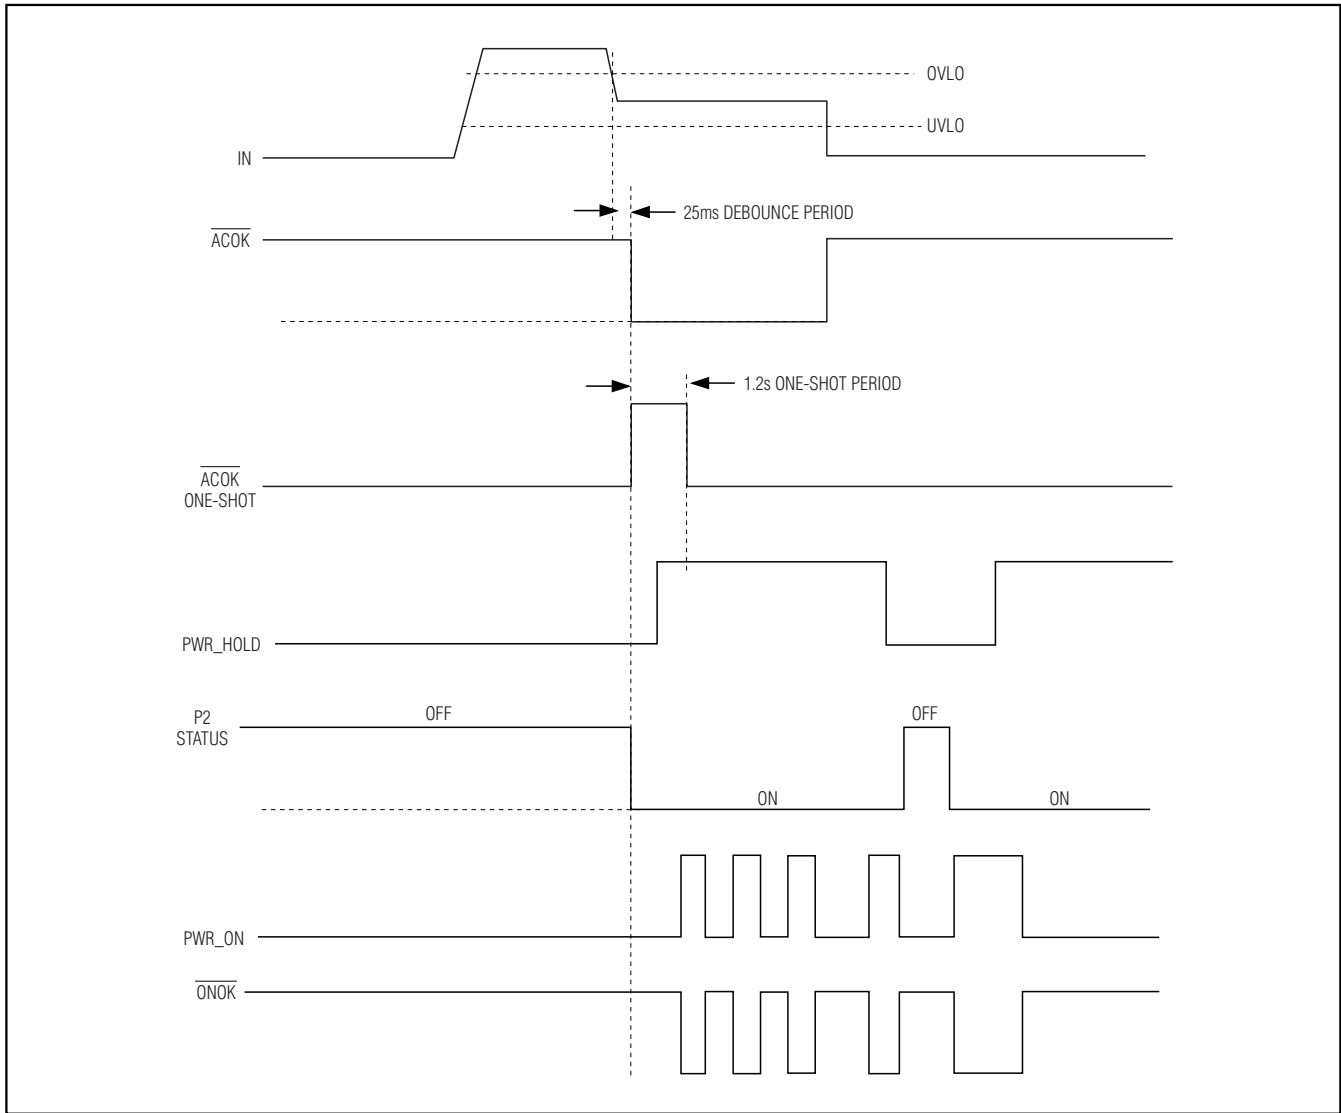 OVLO
UVLO
IN
25ms DEBOUNCE PERIOD
ACOK
1.2s ONE-SHOT PERIOD
ACOK
ONE-SHOT
PWR_HOLD
P2
STATUS
OFF
OFF
ON
ON
PWR_ON
ONOK